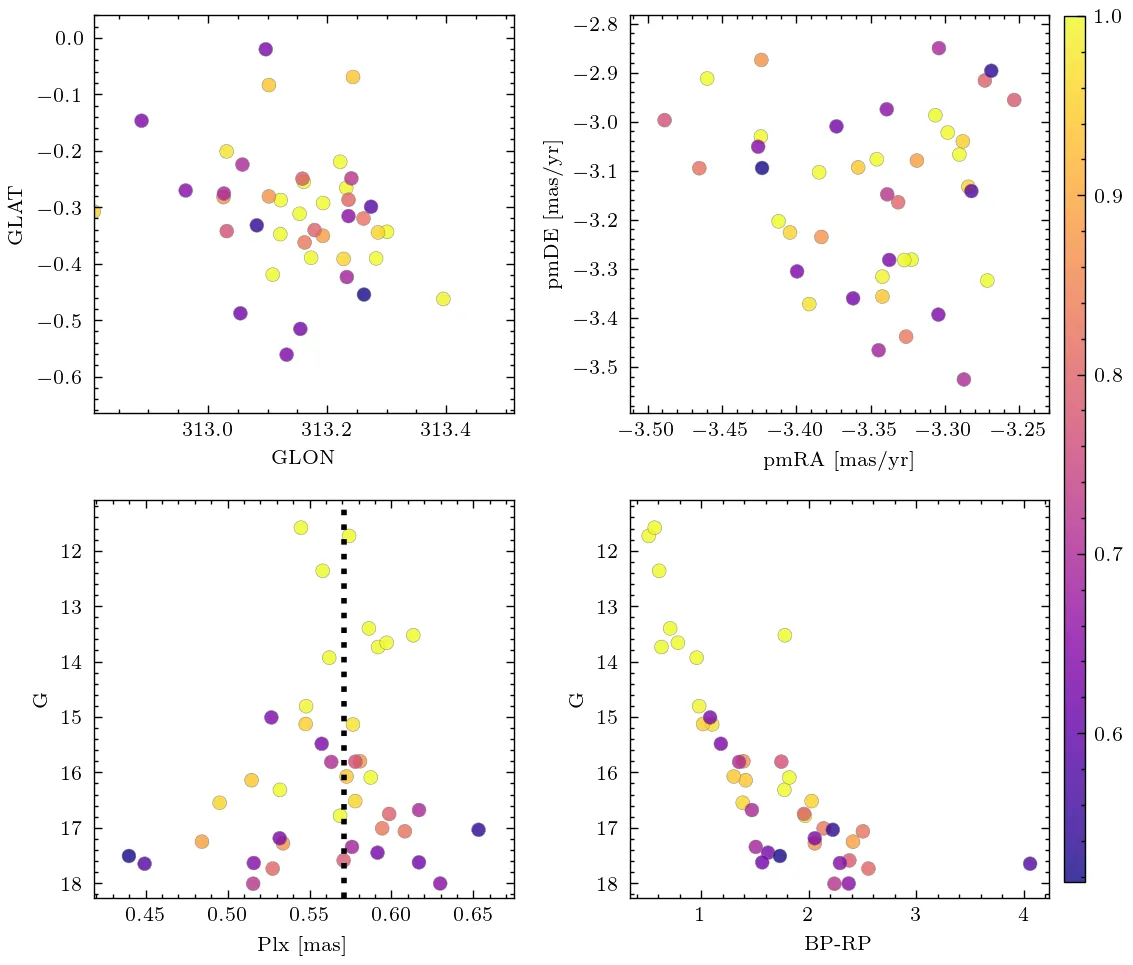 0.0
−0.1
−0.2
−0.3
−0.4
−0.5
−0.6
GLAT
313.0 313.2 313.4
GLON
−2.8
−2.9
−3.0
−3.1
−3.2
−3.3
−3.4
−3.5
pmDE [mas/yr]
−3.50 −3.45 −3.40 −3.35 −3.30 −3.25
pmRA [mas/yr]
12
13
14
15
16
17
18
G
0.45 0.50 0.55 0.60 0.65
Plx [mas]
12
13
14
15
16
17
18
G
1 2 3 4
BP-RP
1.0
0.9
0.8
0.7
0.6